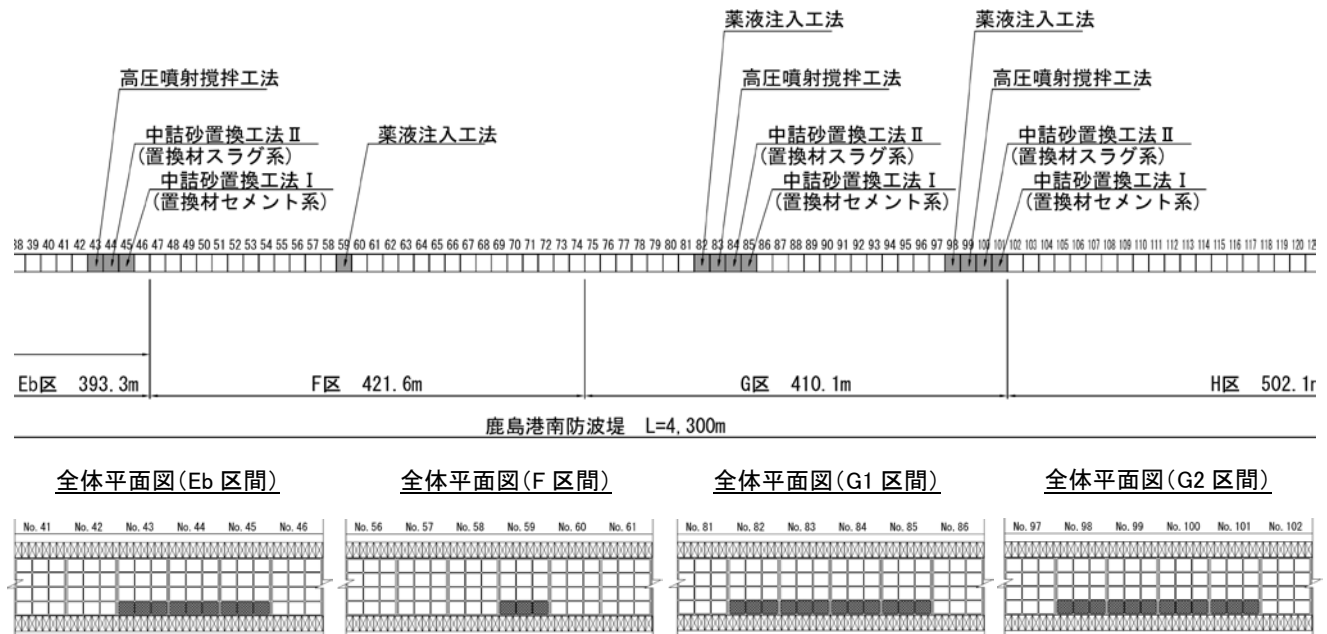 薬液注入工法
薬液注入工法
高圧噴射撹拌工法
高圧噴射撹拌工法
高圧噴射撹拌工法
中詰砂置換工法Ⅱ
(置換材スラグ系)
薬液注入工法
中詰砂置換工法Ⅱ
(置換材スラグ系)
中詰砂置換工法Ⅱ
(置換材スラグ系)
中詰砂置換工法Ⅰ
(置換材セメント系)
中詰砂置換工法Ⅰ
(置換材セメント系)
中詰砂置換工法Ⅰ
(置換材セメント系)
39 40 41 42 43 44 45 46 47 48 49 50 51 52 53 54 55 56 57 58 59 60 61 62 63 64 65 66 67 68 69 70 71 72 73 74 75 76 77 78 79 80 81 82 83 84 85 86 87 88 89 90 91 92 93 94 95 96 97 98 99 100 101 102 103 104 105 106 107 108 109 110 111 112 113 114 115 116 117 118 119 120
Eb区 393.3m F区 421.6m G区 410.1m H区 502.1
鹿島港南防波堤 L=4,300m
全体平面図(Eb 区間) 全体平面図(F 区間) 全体平面図(G1 区間) 全体平面図(G2 区間)
No. 41 No. 42 No. 43 No. 44 No. 45 No. 46
No. 56 No. 57 No. 58 No. 59 No. 60 No. 61
No. 81 No. 82 No. 83 No. 84 No. 85 No. 86
No. 97 No. 98 No. 99 No. 100 No. 101 No. 102